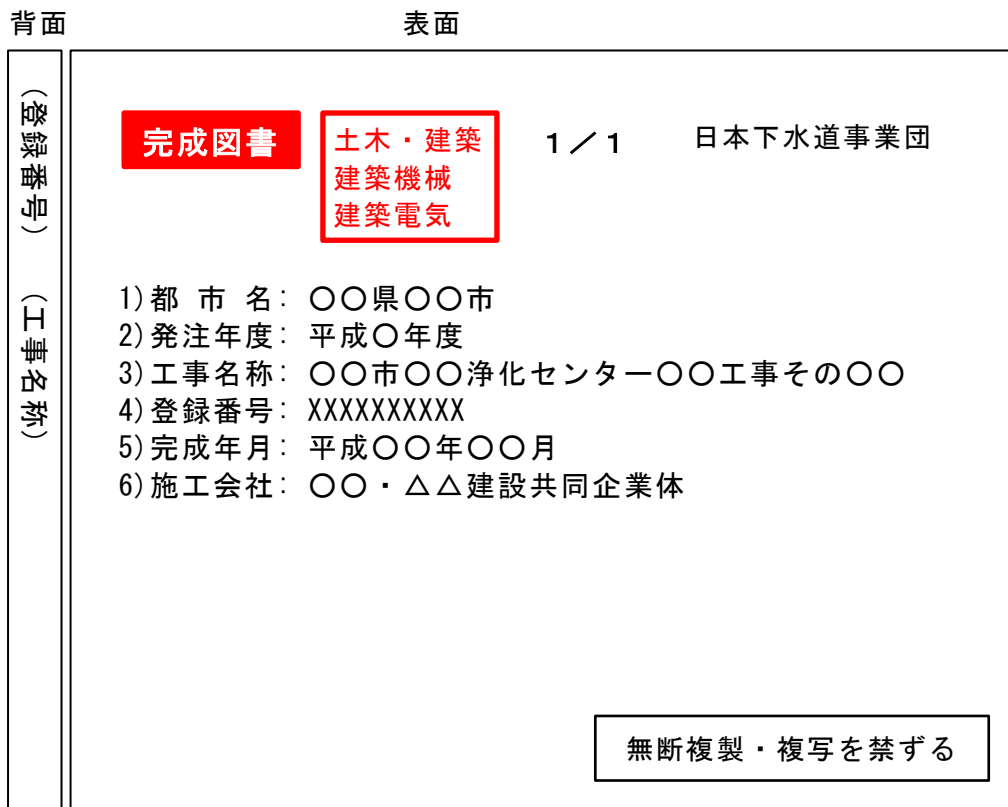 背面
表面
(登録番号) (工事名称)
完成図書
土木・建築
建築機械
建築電気
1/1
日本下水道事業団
1)都 市 名: 〇〇県〇〇市
2)発注年度: 平成〇年度
3)工事名称: 〇〇市〇〇浄化センター〇〇工事その〇〇
4)登録番号: XXXXXXXXXX
5)完成年月: 平成〇〇年〇〇月
6)施工会社: 〇〇・△△建設共同企業体
無断複製・複写を禁ずる